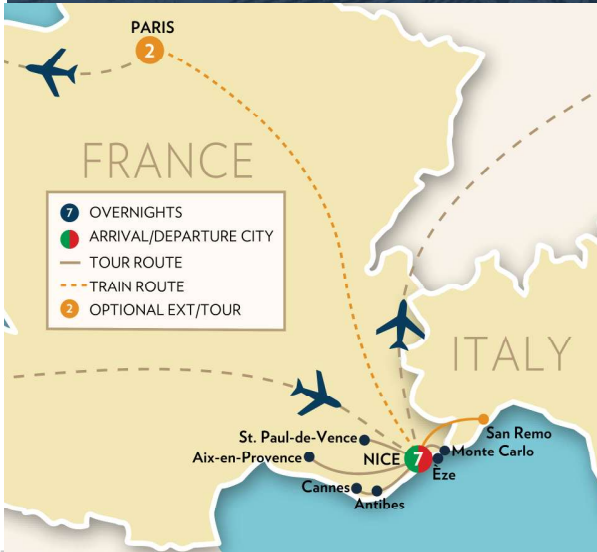 PARIS
2
FRANCE
7 OVERNIGHTS
ARRIVAL/DEPARTURE CITY
TOUR ROUTE
TRAIN ROUTE
2 OPTIONAL EXT/TOUR
ITALY
San Remo
St. Paul-de-Vence
Monte Carlo
Aix-en-Provence
NICE
7
Èze
Cannes
Antibes